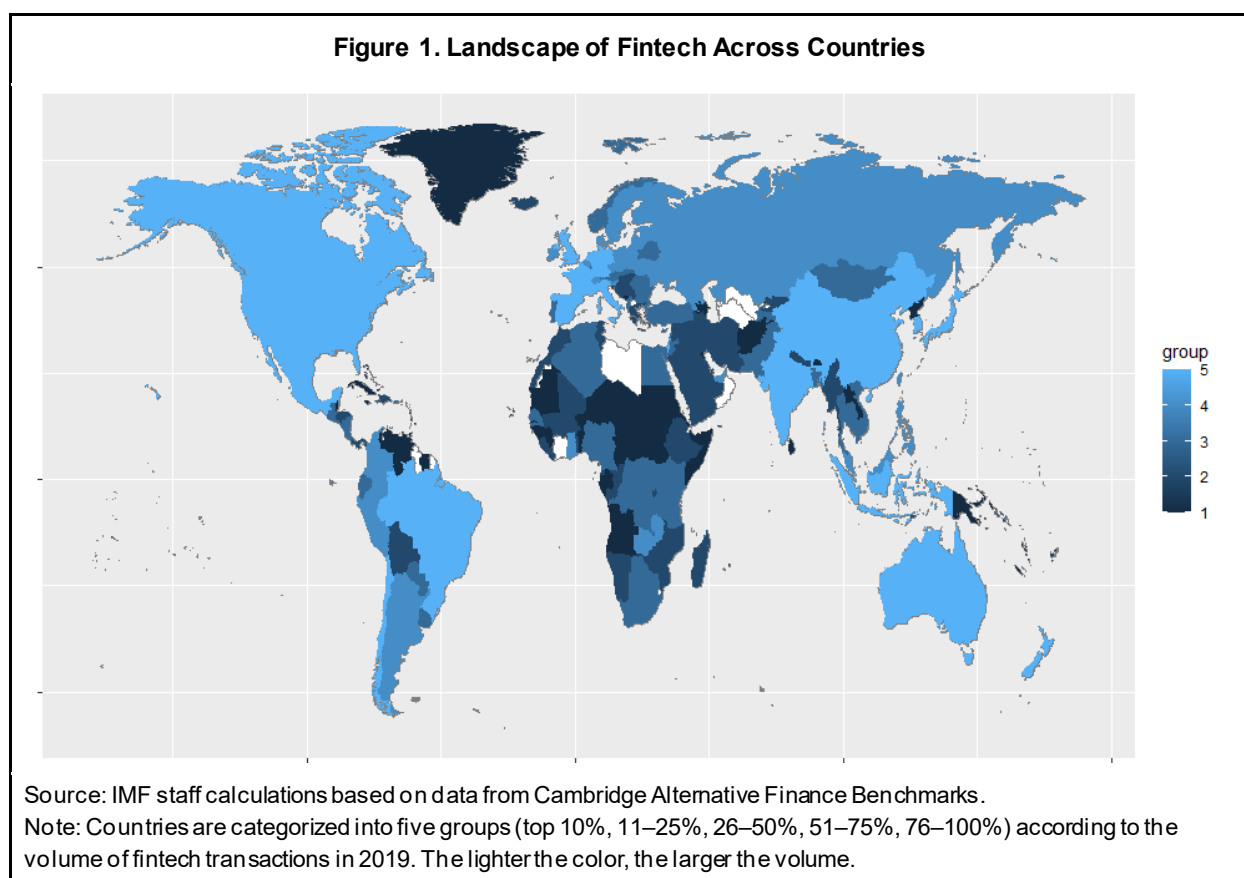 Figure 1. Landscape of Fintech Across Countries
group
5
4
3
2
1
Source: IMF staff calculations based on data from Cambridge Alternative Finance Benchmarks.
Note: Countries are categorized into five groups (top 10%, 11–25%, 26–50%, 51–75%, 76–100%) according to the
volume of fintech transactions in 2019. The lighter the color, the larger the volume.